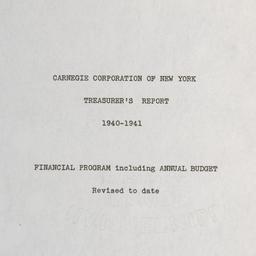 CARNEGIE CORPORATION OF NEW YORK
TREASURER'S REPORT
1940-1941
FINANCIAL PROGRAM including ANNUAL BUDGET
Revised to date